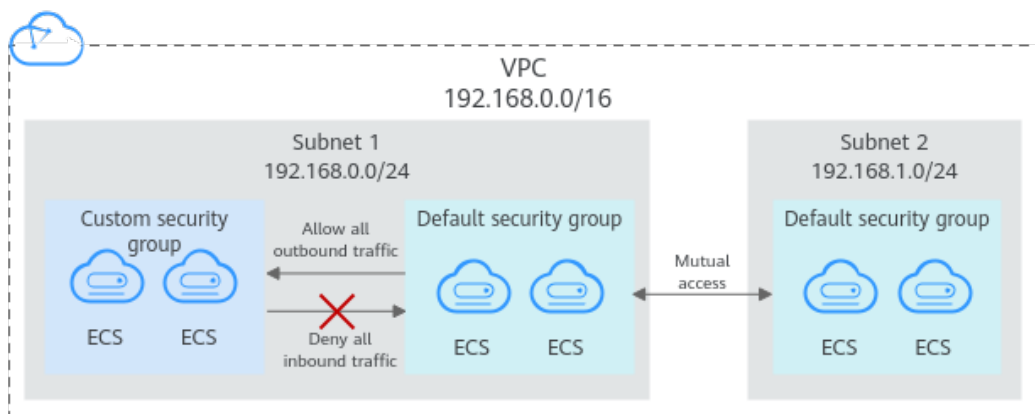 VPC
192.168.0.0/16
Subnet 1
192.168.0.0/24
Custom security
group
ECS
ECS
Allow all
outbound traffic
Deny all
inbound traffic
Default security group
ECS
ECS
Mutual
access
Subnet 2
192.168.1.0/24
Default security group
ECS
ECS